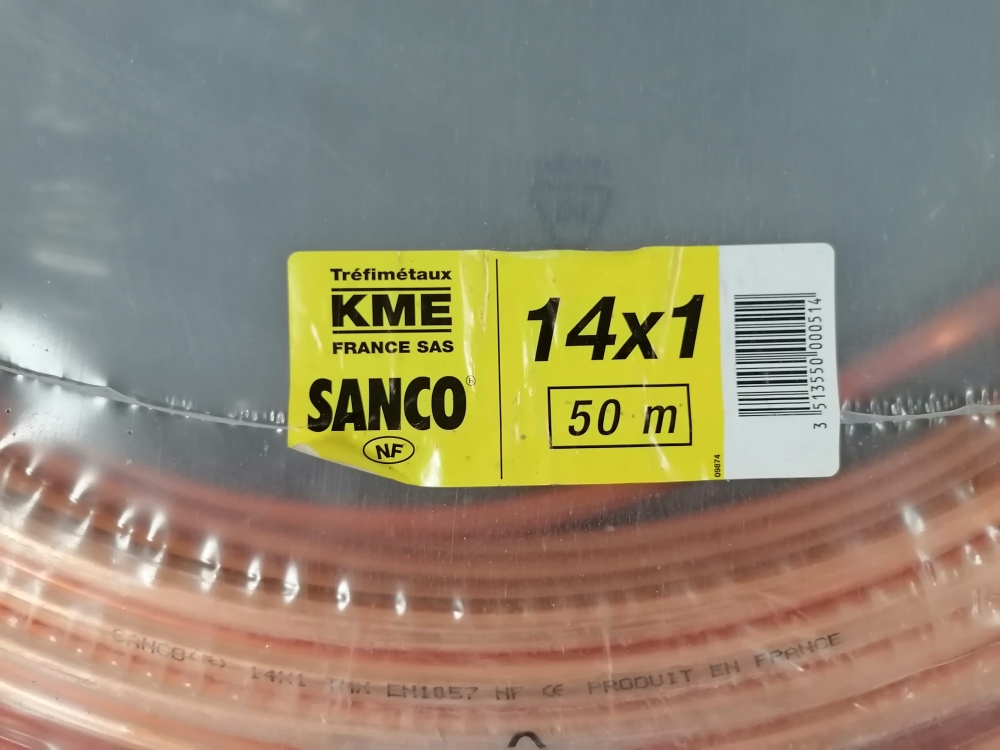 Tréfimétaux
KME
FRANCE SAS
SANCO®
NF
14x1
50 m
09874
3 513550 000514
14X1 TMX EN1057 NF CE PRODUIT EN FRANCE